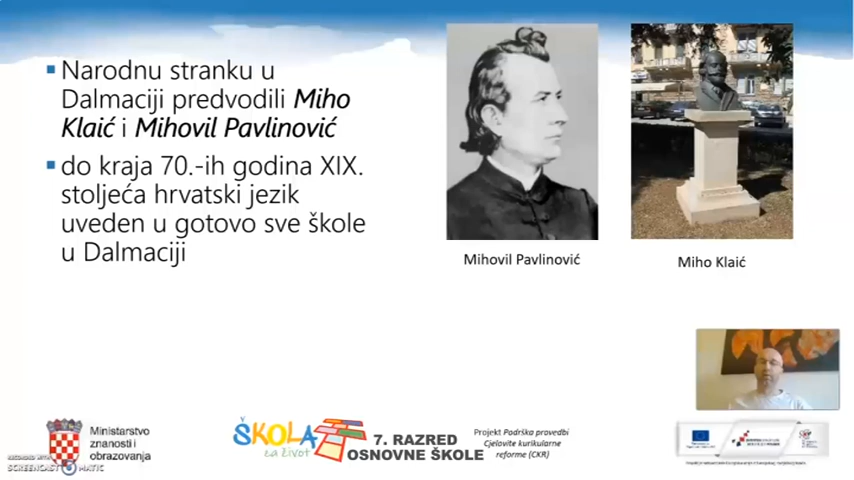 Narodnu stranku u
Dalmaciji predvodili Miho
Klaić i Mihovil Pavlinović
do kraja 70.-ih godina XIX.
stoljeća hrvatski jezik
uveden u gotovo sve škole
u Dalmaciji
Mihovil Pavlinović
Miho Klaić
Ministarstvo
znanosti i
obrazovanja
RECORDED WITH
SCREENCAST MATIC
ŠKOLA
za život
7. RAZRED
OSNOVNE ŠKOLE
Projekt Podrška provedbi
Cjelovite kurikularne
reforme (CKR)